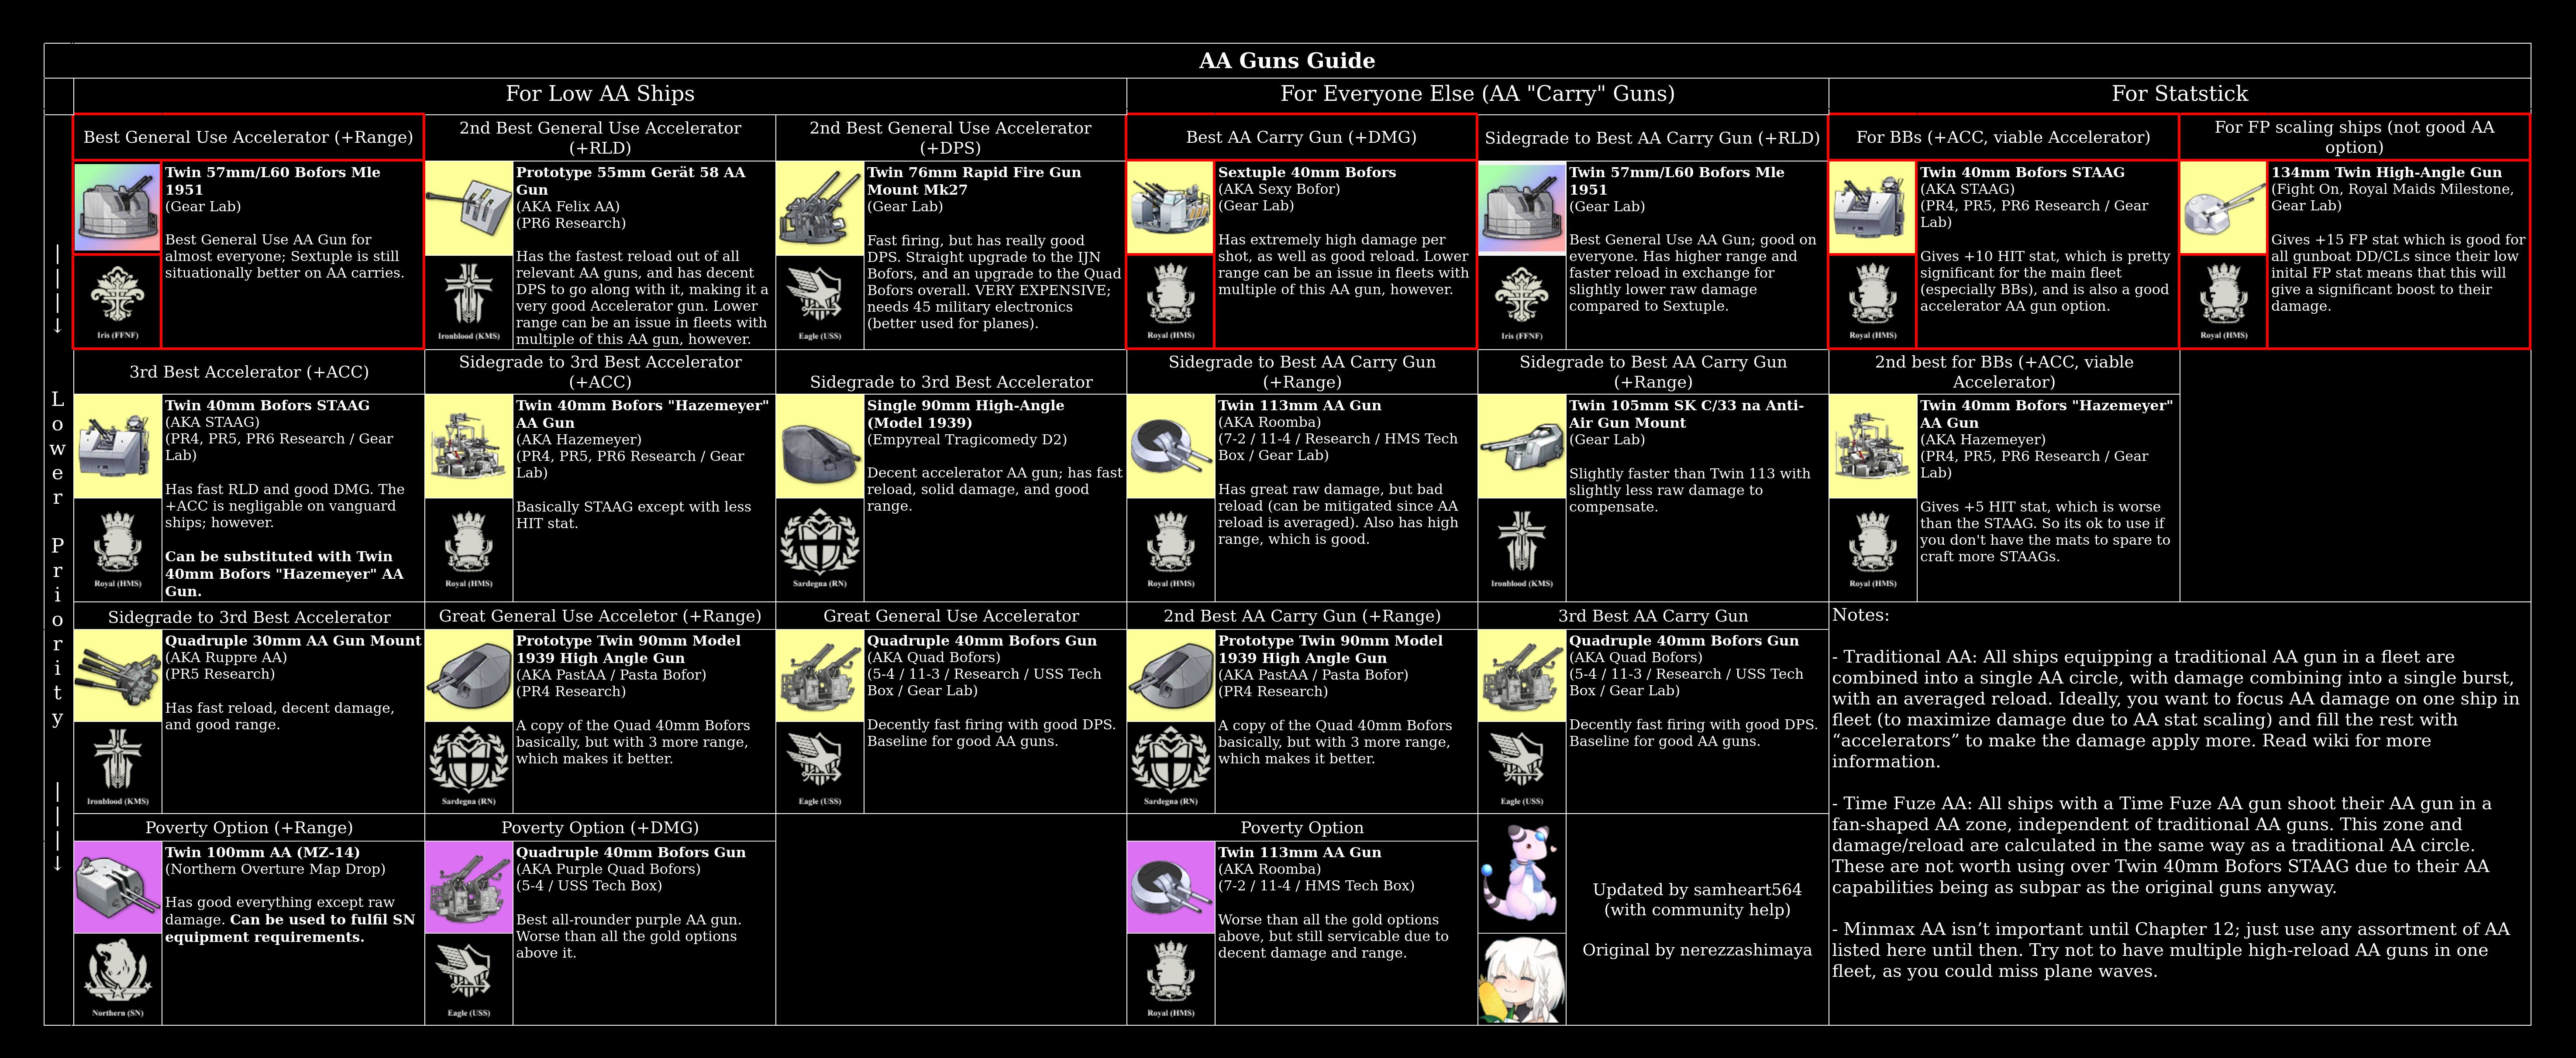 AA Guns Guide
For Low AA Ships
For Everyone Else (AA "Carry" Guns)
For Statstick
Lower Priority
Best General Use Accelerator (+Range)
Twin 57mm/L60 Bofors Mle
1951
(Gear Lab)
Best General Use AA Gun for
almost everyone; Sextuple is still
situationally better on AA carries.
Iris (FFNF)
2nd Best General Use Accelerator
(+RLD)
Prototype 55mm Gerät 58 AA
Gun
(AKA Felix AA)
(PR6 Research)
Has the fastest reload out of all
relevant AA guns, and has decent
DPS to go along with it, making it a
very good Accelerator gun. Lower
range can be an issue in fleets with
multiple of this AA gun, however.
Ironblood (KMS)
2nd Best General Use Accelerator
(+DPS)
Twin 76mm Rapid Fire Gun
Mount Mk27
(Gear Lab)
Fast firing, but has really good
DPS. Straight upgrade to the IJN
Bofors, and an upgrade to the Quad
Bofors overall. VERY EXPENSIVE;
needs 45 military electronics
(better used for planes).
Eagle (USS)
Best AA Carry Gun (+DMG)
Sextuple 40mm Bofors
(AKA Sexy Bofor)
(Gear Lab)
Has extremely high damage per
shot, as well as good reload. Lower
range can be an issue in fleets with
multiple of this AA gun, however.
Royal (HMS)
Sidegrade to Best AA Carry Gun (+RLD)
Twin 57mm/L60 Bofors Mle
1951
(Gear Lab)
Best General Use AA Gun; good on
everyone. Has higher range and
faster reload in exchange for
slightly lower raw damage
compared to Sextuple.
Iris (FFNF)
For BBs (+ACC, viable Accelerator)
Twin 40mm Bofors STAAG
(AKA STAAG)
(PR4, PR5, PR6 Research / Gear
Lab)
Gives +10 HIT stat, which is pretty
significant for the main fleet
(especially BBs), and is also a good
accelerator AA gun option.
Royal (HMS)
For FP scaling ships (not good AA
option)
134mm Twin High-Angle Gun
(Fight On, Royal Maids Milestone,
Gear Lab)
Gives +15 FP stat which is good for
all gunboat DD/CLs since their low
inital FP stat means that this will
give a significant boost to their
damage.
Royal (HMS)
3rd Best Accelerator (+ACC)
Twin 40mm Bofors STAAG
(AKA STAAG)
(PR4, PR5, PR6 Research / Gear
Lab)
Has fast RLD and good DMG. The
+ACC is negligable on vanguard
ships; however.
Can be substituted with Twin
40mm Bofors "Hazemeyer" AA
Gun.
Royal (HMS)
Sidegrade to 3rd Best Accelerator
(+ACC)
Twin 40mm Bofors "Hazemeyer"
AA Gun
(AKA Hazemeyer)
(PR4, PR5, PR6 Research / Gear
Lab)
Basically STAAG except with less
HIT stat.
Royal (HMS)
Sidegrade to 3rd Best Accelerator
Single 90mm High-Angle
(Model 1939)
(Empyreal Tragicomedy D2)
Decent accelerator AA gun; has fast
reload, solid damage, and good
range.
Sardegna (RN)
Sidegrade to Best AA Carry Gun
(+Range)
Twin 113mm AA Gun
(AKA Roomba)
(7-2 / 11-4 / Research / HMS Tech
Box / Gear Lab)
Has great raw damage, but bad
reload (can be mitigated since AA
reload is averaged). Also has high
range, which is good.
Royal (HMS)
Sidegrade to Best AA Carry Gun
(+Range)
Twin 105mm SK C/33 na Anti-
Air Gun Mount
(Gear Lab)
Slightly faster than Twin 113 with
slightly less raw damage to
compensate.
Ironblood (KMS)
2nd best for BBs (+ACC, viable
Accelerator)
Twin 40mm Bofors "Hazemeyer"
AA Gun
(AKA Hazemeyer)
(PR4, PR5, PR6 Research / Gear
Lab)
Gives +5 HIT stat, which is worse
than the STAAG. So its ok to use if
you don't have the mats to spare to
craft more STAAGs.
Royal (HMS)
Sidegrade to 3rd Best Accelerator
Quadruple 30mm AA Gun Mount
(AKA Ruppre AA)
(PR5 Research)
Has fast reload, decent damage,
and good range.
Ironblood (KMS)
Great General Use Acceletor (+Range)
Prototype Twin 90mm Model
1939 High Angle Gun
(AKA PastAA / Pasta Bofor)
(PR4 Research)
A copy of the Quad 40mm Bofors
basically, but with 3 more range,
which makes it better.
Sardegna (RN)
Great General Use Accelerator
Quadruple 40mm Bofors Gun
(AKA Quad Bofors)
(5-4 / 11-3 / Research / USS Tech
Box / Gear Lab)
Decently fast firing with good DPS.
Baseline for good AA guns.
Eagle (USS)
2nd Best AA Carry Gun (+Range)
Prototype Twin 90mm Model
1939 High Angle Gun
(AKA PastAA / Pasta Bofor)
(PR4 Research)
A copy of the Quad 40mm Bofors
basically, but with 3 more range,
which makes it better.
Sardegna (RN)
3rd Best AA Carry Gun
Quadruple 40mm Bofors Gun
(AKA Quad Bofors)
(5-4 / 11-3 / Research / USS Tech
Box / Gear Lab)
Decently fast firing with good DPS.
Baseline for good AA guns.
Eagle (USS)
Notes:
- Traditional AA: All ships equipping a traditional AA gun in a fleet are
combined into a single AA circle, with damage combining into a single burst,
with an averaged reload. Ideally, you want to focus AA damage on one ship in
fleet (to maximize damage due to AA stat scaling) and fill the rest with
“accelerators” to make the damage apply more. Read wiki for more
information.
- Time Fuze AA: All ships with a Time Fuze AA gun shoot their AA gun in a
fan-shaped AA zone, independent of traditional AA guns. This zone and
damage/reload are calculated in the same way as a traditional AA circle.
These are not worth using over Twin 40mm Bofors STAAG due to their AA
capabilities being as subpar as the original guns anyway.
- Minmax AA isn’t important until Chapter 12; just use any assortment of AA
listed here until then. Try not to have multiple high-reload AA guns in one
fleet, as you could miss plane waves.
Poverty Option (+Range)
Twin 100mm AA (MZ-14)
(Northern Overture Map Drop)
Has good everything except raw
damage. Can be used to fulfil SN
equipment requirements.
Northern (SN)
Poverty Option (+DMG)
Quadruple 40mm Bofors Gun
(AKA Purple Quad Bofors)
(5-4 / USS Tech Box)
Best all-rounder purple AA gun.
Worse than all the gold options
above it.
Eagle (USS)
Poverty Option
Twin 113mm AA Gun
(AKA Roomba)
(7-2 / 11-4 / HMS Tech Box)
Worse than all the gold options
above, but still servicable due to
decent damage and range.
Royal (HMS)
Updated by samheart564
(with community help)
Original by nerezzashimaya